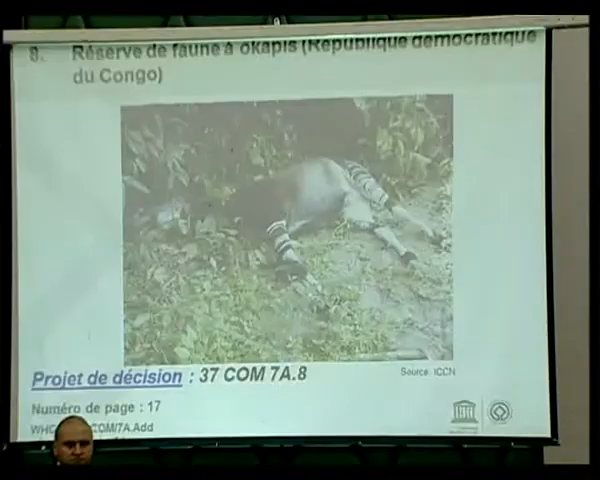 8. Réserve de faune à okapis (République démocratique
du Congo)
Projet de décision : 37 COM 7A.8
Source: ICCN
Numéro de page : 17
COM/7A.Add